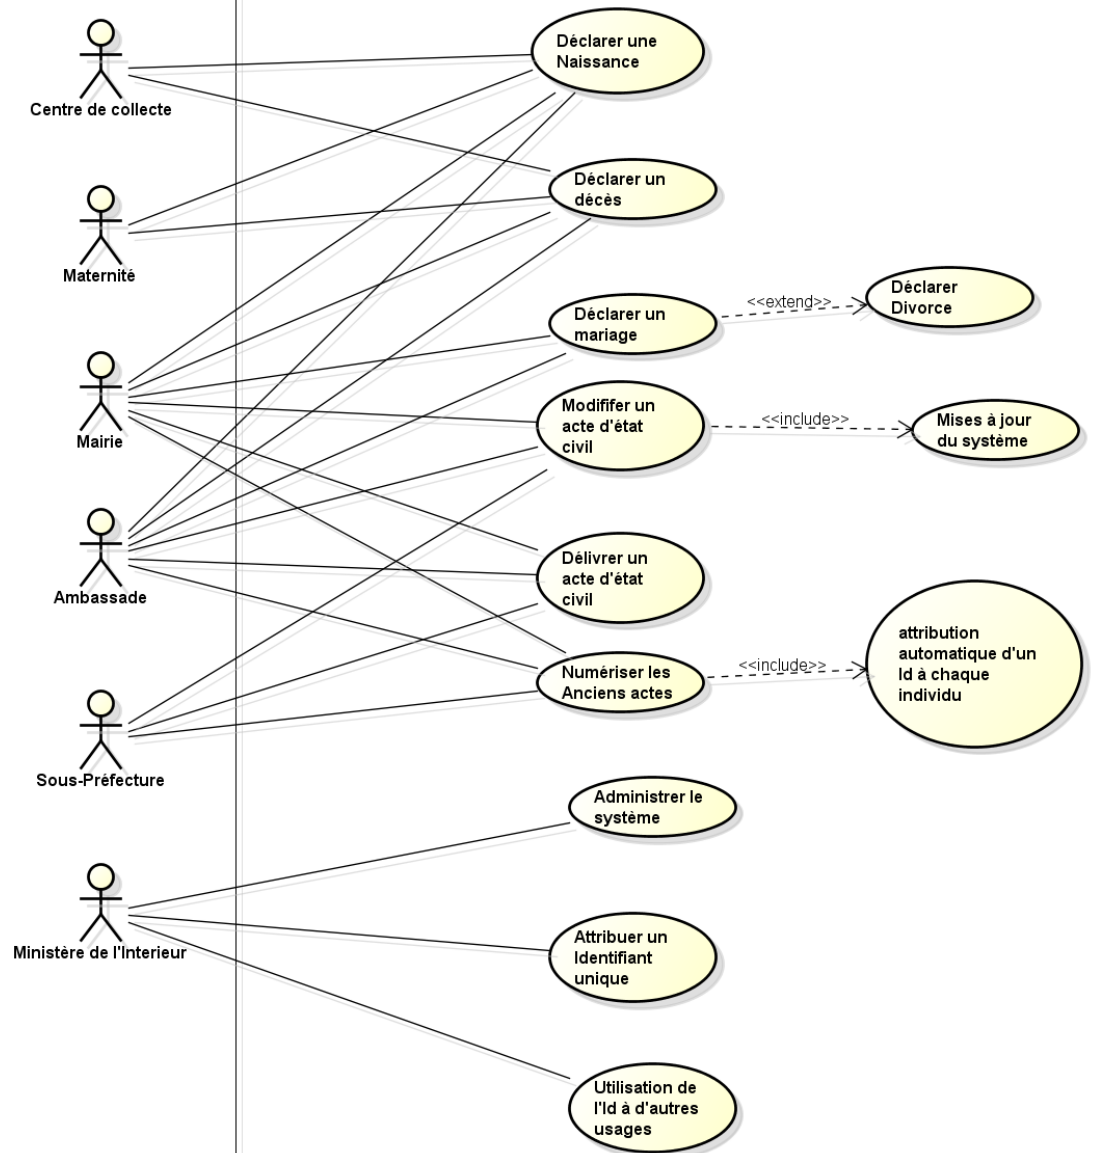 Déclarer une
Naissance
Centre de collecte
Déclarer un
décès
Maternité
Déclarer
Divorce
<<extend>>
Déclarer un
mariage
Modififer un
acte d'état
civil
<<include>>
Mises à jour
du système
Mairie
Délivrer un
acte d'état
civil
Ambassade
attribution
automatique d'un
Id à chaque
individu
<<include>>
Numériser les
Anciens actes
Sous-Préfecture
Administrer le
système
Ministère de l'Interieur
Attribuer un
Identifiant
unique
Utilisation de
l'Id à d'autres
usages